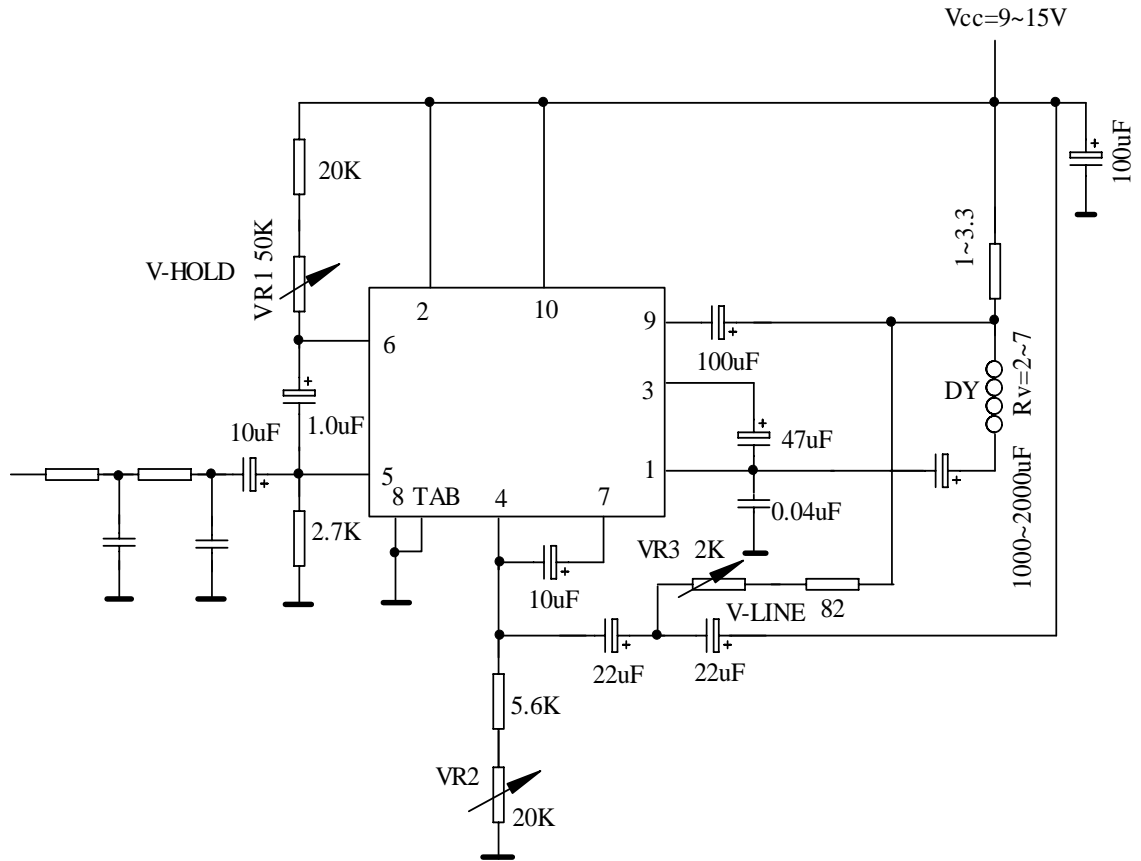 Vcc=9~15V
100uF
20K
1~3.3
VR1 50K
V-HOLD
2
10
6
9
100uF
3
DY
Rv=2~7
1.0uF
10uF
47uF
1
5
1000~2000uF
8 TAB
4
7
0.04uF
2.7K
VR3 2K
10uF
V-LINE
82
22uF
22uF
5.6K
VR2
20K
+
+
+
+
+
+
+
+
+